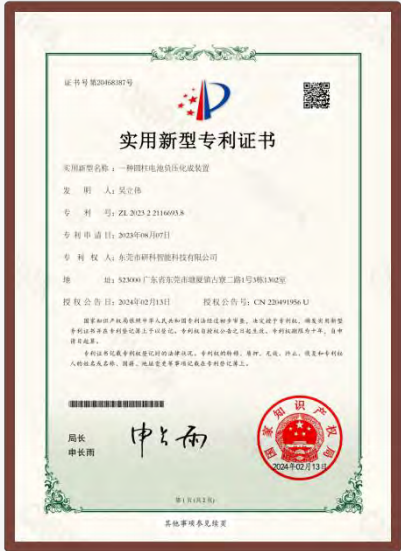 证书号第20468387号
实用新型专利证书
实用新型名称：一种圆柱电池负压化成装置
发明人：吴立伟
专利号：ZL 2023 2 2116693.8
专利申请日：2023年08月07日
专利权人：东莞市研科智能科技有限公司
地址：523000 广东省东莞市塘厦镇古寮二路1号3栋1302室
授权公告日：2024年02月13日 授权公告号：CN 220491956 U
国家知识产权局依照中华人民共和国专利法经过初步审查，决定授予专利权，颁发实用新型
专利证书并在专利登记簿上予以登记。专利权自授权公告之日起生效。专利权期限为十年，自申
请日起算。
专利证书记载专利权登记时的法律状况。专利权的转移、质押、无效、终止、恢复和专利权
人的姓名或名称、国籍、地址变更等事项记载在专利登记簿上。
局长
申长雨
申长雨
国家知识产权局
2024年02月13日
第1页(共2页)
其他事项参见续页